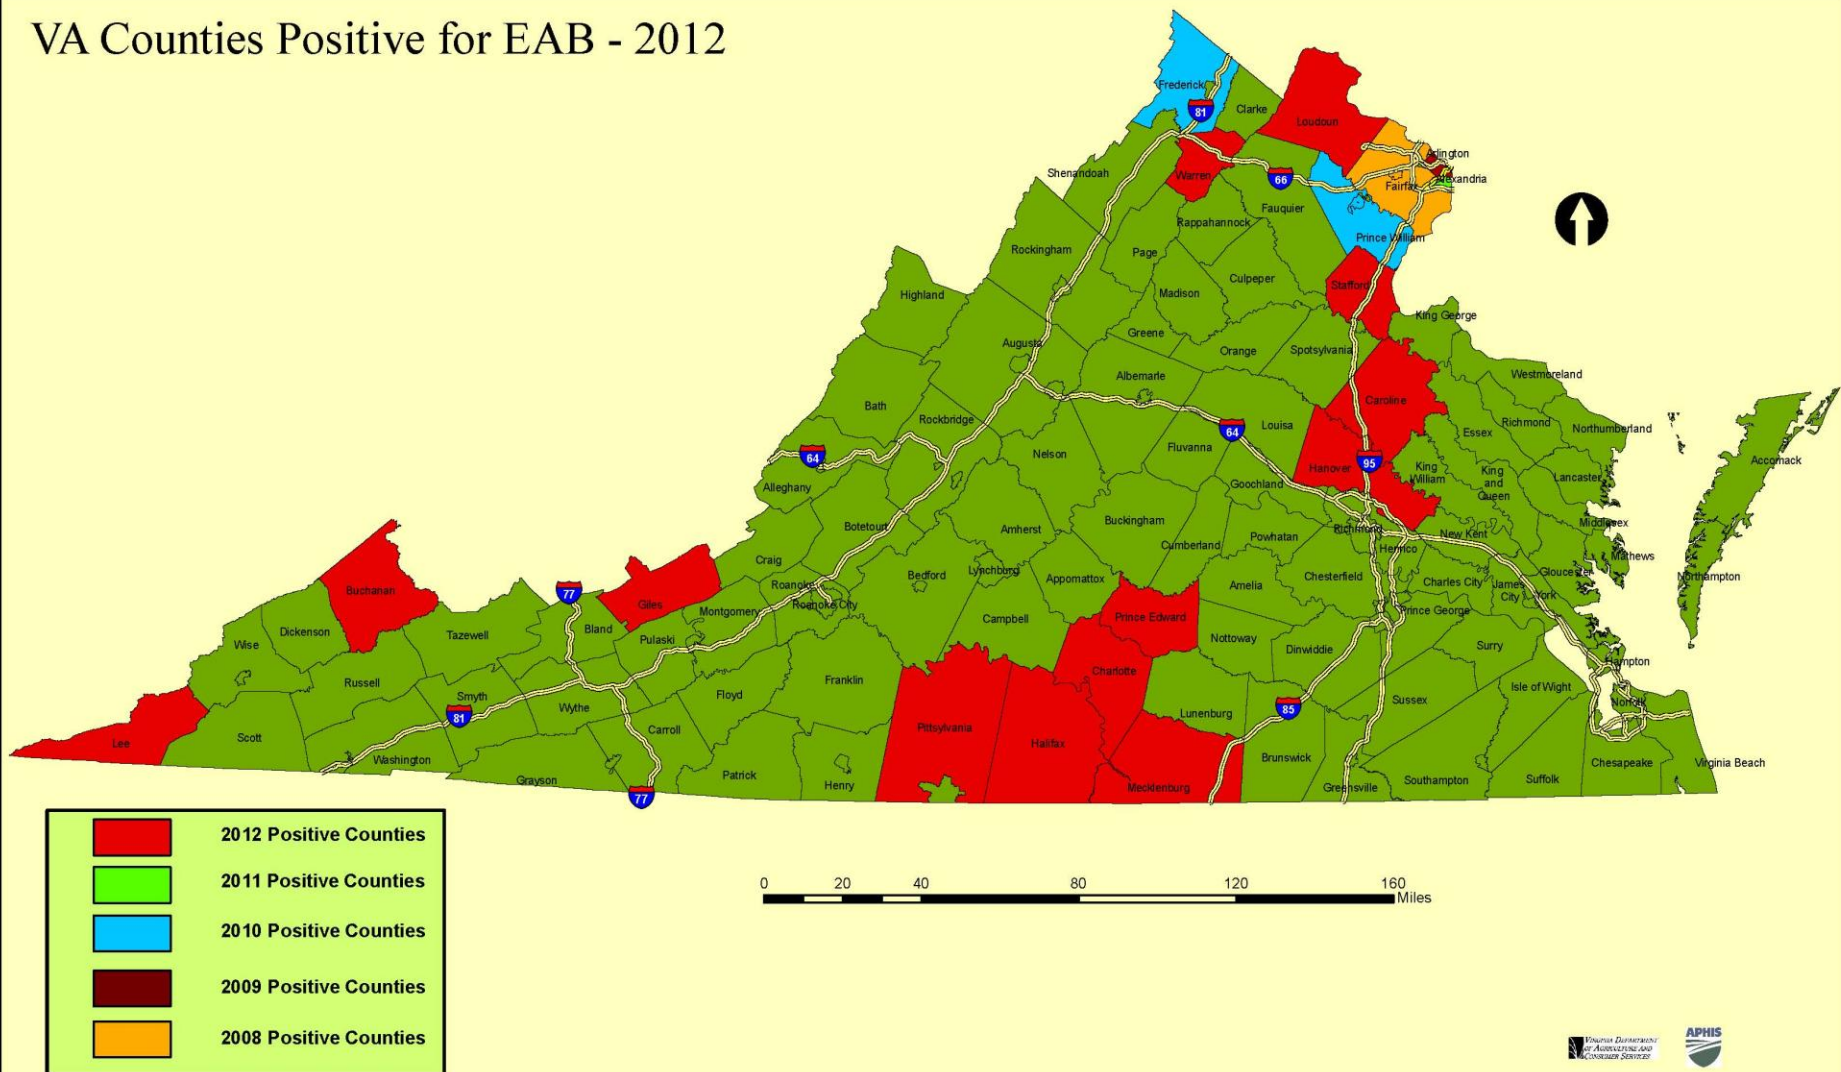 VA Counties Positive for EAB - 2012
Frederick
81
Clarke
Loudoun
Arlington
Alexandria
Fairfax
Warren
66
Shenandoah
Fauquier
Rappahannock
Prince William
Rockingham
Page
Culpeper
Stafford
Madison
Highland
King George
Greene
Augusta
Orange
Spotsylvania
Albemarle
Westmoreland
Bath
Caroline
Rockbridge
Louisa
64
Richmond
Northumberland
Essex
Fluvanna
Nelson
64
95
Accomack
Hanover
King
William
King
and
Queen
Lancaster
Goochland
Alleghany
Botetourt
Amherst
Buckingham
Middlesex
Richmond
Powhatan
New Kent
Cumberland
Henrico
Mathews
Craig
Lynchburg
Gloucester
Bedford
Appomattox
Chesterfield
Northampton
Roanoke
Amelia
Charles City
James
City
York
Buchanan
77
Giles
Roanoke City
Montgomery
Prince George
Campbell
Prince Edward
Bland
Dickenson
Tazewell
Pulaski
Nottoway
Wise
Dinwiddie
Surry
Hampton
Charlotte
Russell
Franklin
Isle of Wight
Smyth
Floyd
Sussex
Norfolk
Wythe
85
81
Lunenburg
Pittsylvania
Carroll
Scott
Lee
Halifax
Brunswick
Washington
Chesapeake
Virginia Beach
Patrick
Grayson
Henry
Mecklenburg
Greensville
Southampton
Suffolk
77
2012 Positive Counties
2011 Positive Counties
2010 Positive Counties
2009 Positive Counties
2008 Positive Counties
0 20 40 80 120 160
Miles
Virginia Department
of Agriculture and
Consumer Services
APHIS